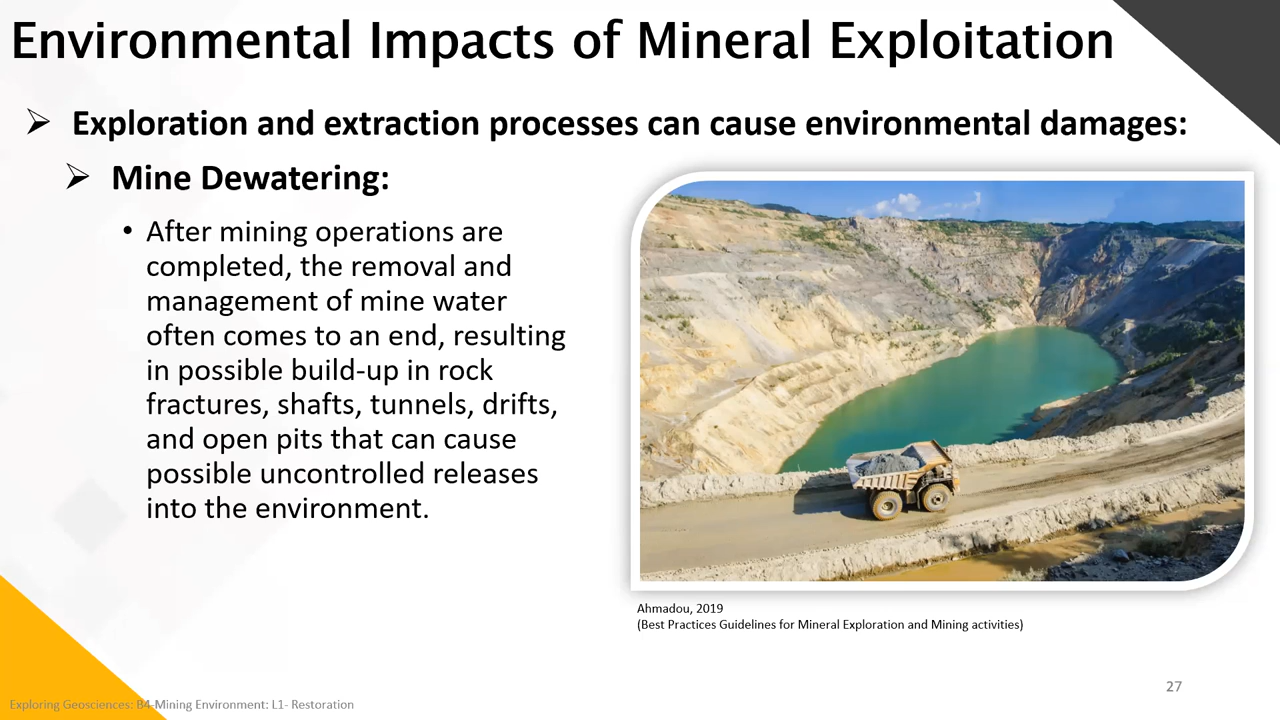 Environmental Impacts of Mineral Exploitation
Exploration and extraction processes can cause environmental damages:
Mine Dewatering:
• After mining operations are
completed, the removal and
management of mine water
often comes to an end, resulting
in possible build-up in rock
fractures, shafts, tunnels, drifts,
and open pits that can cause
possible uncontrolled releases
into the environment.
Ahmadou, 2019
(Best Practices Guidelines for Mineral Exploration and Mining activities)
27
Exploring Geosciences: B4-Mining Environment: L1- Restoration